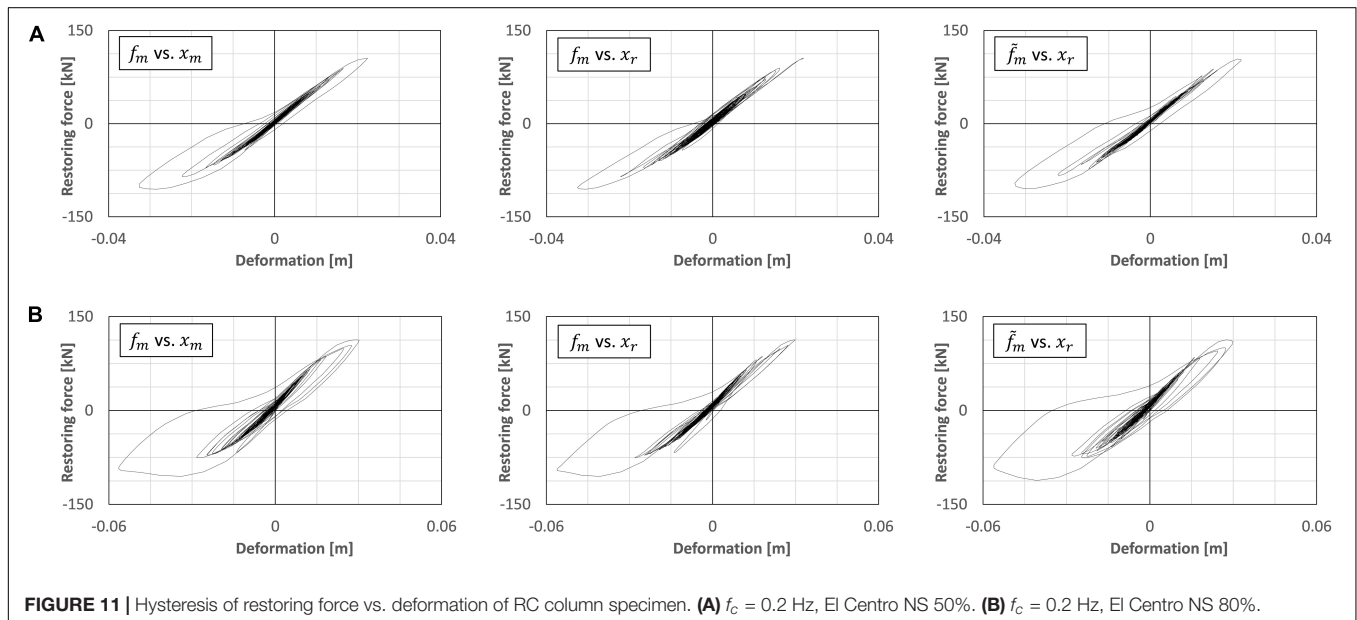 A
Restoring force [kN]
150
0
-150
f_m vs. x_m
-0.04 0 0.04
Deformation [m]
Restoring force [kN]
150
0
-150
f_m vs. x_r
-0.04 0 0.04
Deformation [m]
Restoring force [kN]
150
0
-150
f̃_m vs. x_r
-0.04 0 0.04
Deformation [m]
B
Restoring force [kN]
150
0
-150
f_m vs. x_m
-0.06 0 0.06
Deformation [m]
Restoring force [kN]
150
0
-150
f_m vs. x_r
-0.06 0 0.06
Deformation [m]
Restoring force [kN]
150
0
-150
f̃_m vs. x_r
-0.06 0 0.06
Deformation [m]
FIGURE 11 | Hysteresis of restoring force vs. deformation of RC column specimen. (A) f_c = 0.2 Hz, El Centro NS 50%. (B) f_c = 0.2 Hz, El Centro NS 80%.